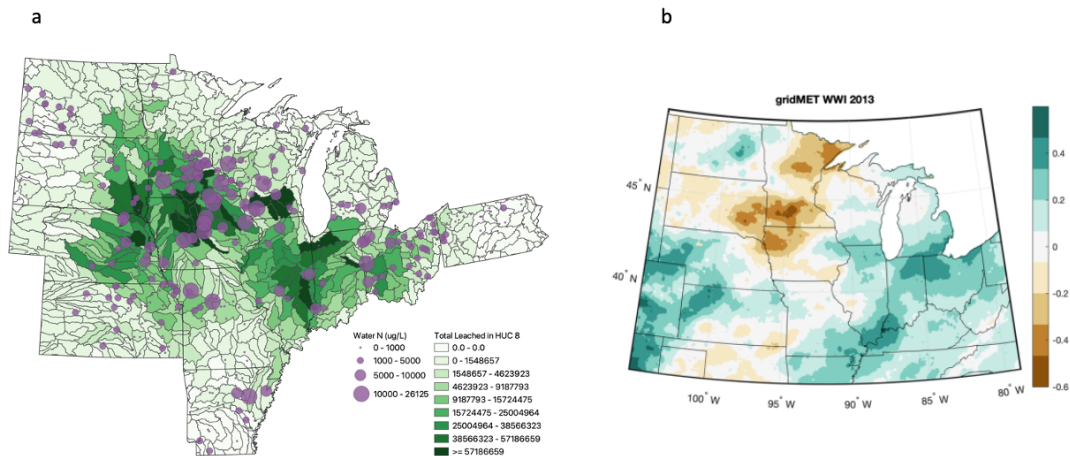 a
b
gridMET WWI 2013
45° N
40° N
100° W
95° W
90° W
85° W
80° W
0.4
0.2
0
-0.2
-0.4
-0.6
Water N (ug/L)
0 - 1000
1000 - 5000
5000 - 10000
10000 - 26125
Total Leached in HUC 8
0.0 - 0.0
0 - 1548657
1548657 - 4623923
4623923 - 9187793
9187793 - 15724475
15724475 - 25004964
25004964 - 38566323
38566323 - 57186659
>= 57186659